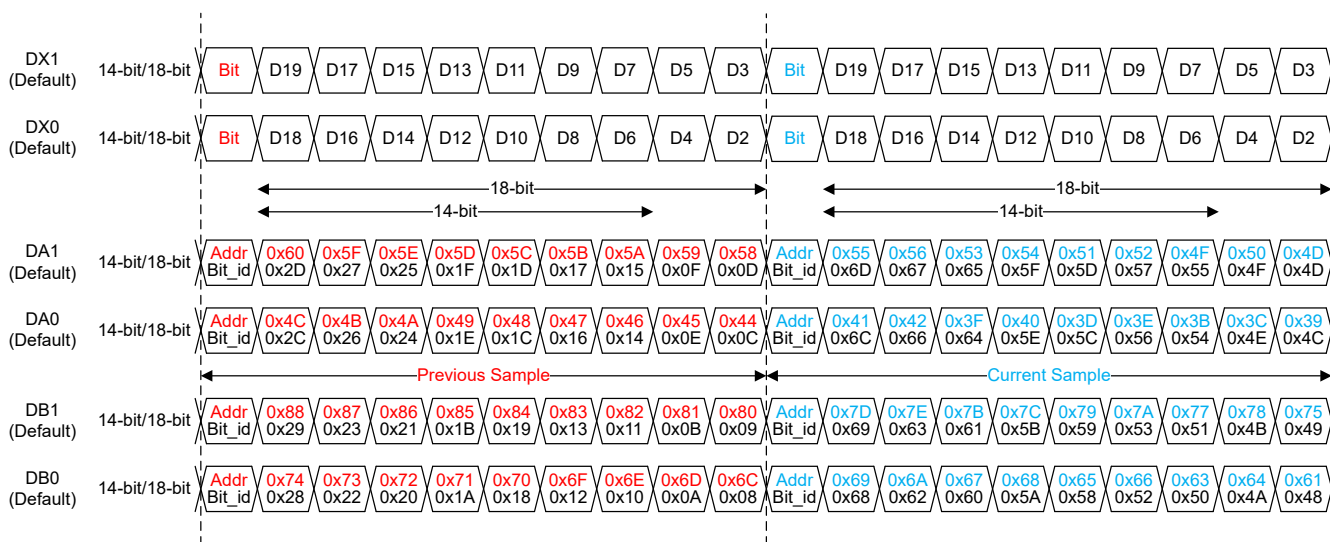 DX1
(Default) 14-bit/18-bit Bit D19 D17 D15 D13 D11 D9 D7 D5 D3 Bit D19 D17 D15 D13 D11 D9 D7 D5 D3
DX0
(Default) 14-bit/18-bit Bit D18 D16 D14 D12 D10 D8 D6 D4 D2 Bit D18 D16 D14 D12 D10 D8 D6 D4 D2
18-bit 18-bit
14-bit 14-bit
DA1 Addr 0x60 0x5F 0x5E 0x5D 0x5C 0x5B 0x5A 0x59 0x58 Addr 0x55 0x56 0x53 0x54 0x51 0x52 0x4F 0x50 0x4D
(Default) 14-bit/18-bit Bit_id 0x2D 0x27 0x25 0x1F 0x1D 0x17 0x15 0x0F 0x0D Bit_id 0x6D 0x67 0x65 0x5F 0x5D 0x57 0x55 0x4F 0x4D
DA0 Addr 0x4C 0x4B 0x4A 0x49 0x48 0x47 0x46 0x45 0x44 Addr 0x41 0x42 0x3F 0x40 0x3D 0x3E 0x3B 0x3C 0x39
(Default) 14-bit/18-bit Bit_id 0x2C 0x26 0x24 0x1E 0x1C 0x16 0x14 0x0E 0x0C Bit_id 0x6C 0x66 0x64 0x5E 0x5C 0x56 0x54 0x4E 0x4C
Previous Sample Current Sample
DB1 Addr 0x88 0x87 0x86 0x85 0x84 0x83 0x82 0x81 0x80 Addr 0x7D 0x7E 0x7B 0x7C 0x79 0x7A 0x77 0x78 0x75
(Default) 14-bit/18-bit Bit_id 0x29 0x23 0x21 0x1B 0x19 0x13 0x11 0x0B 0x09 Bit_id 0x69 0x63 0x61 0x5B 0x59 0x53 0x51 0x4B 0x49
DB0 Addr 0x74 0x73 0x72 0x71 0x70 0x6F 0x6E 0x6D 0x6C Addr 0x69 0x6A 0x67 0x68 0x65 0x66 0x63 0x64 0x61
(Default) 14-bit/18-bit Bit_id 0x28 0x22 0x20 0x1A 0x18 0x12 0x10 0x0A 0x08 Bit_id 0x68 0x62 0x60 0x5A 0x58 0x52 0x50 0x4A 0x48